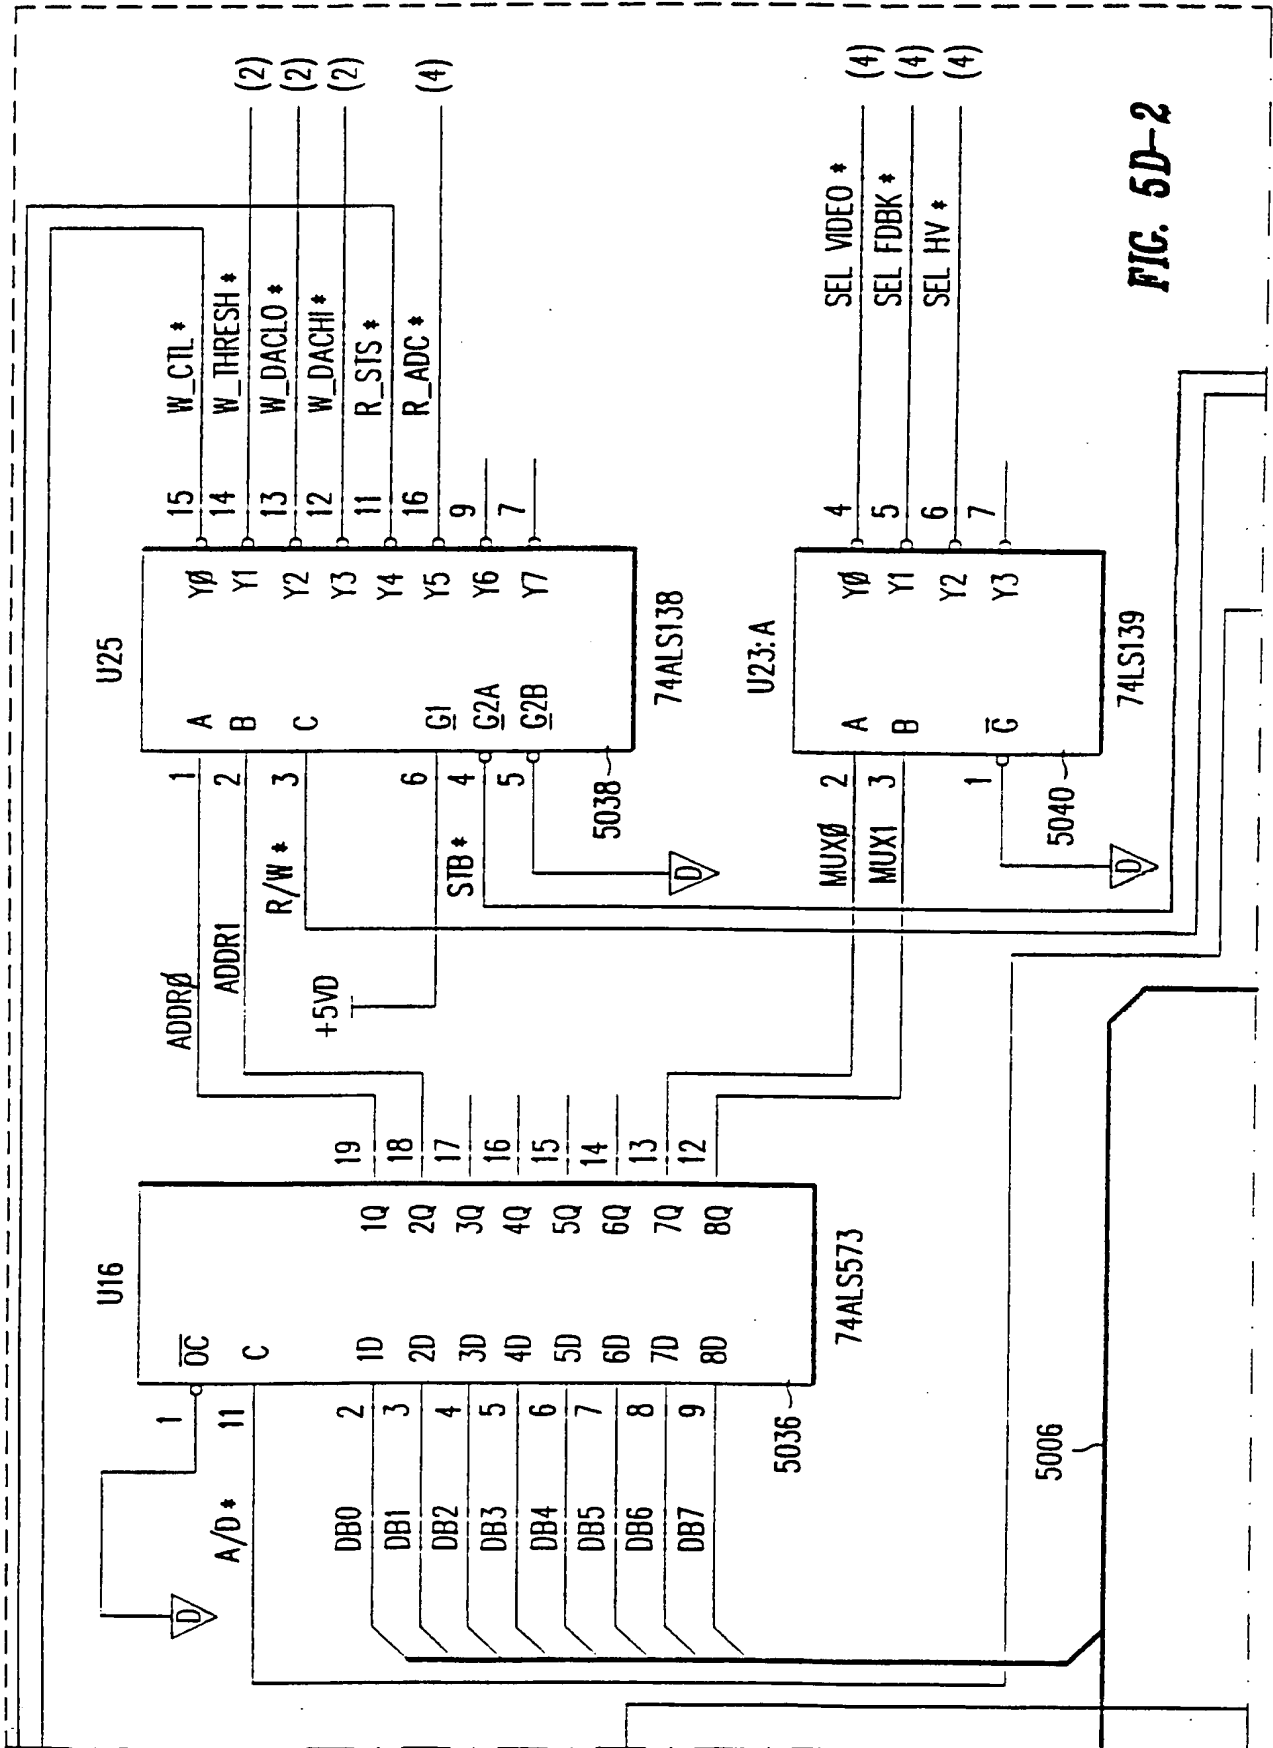 U16
OC
C
1D
2D
3D
4D
5D
6D
7D
8D
1Q
2Q
3Q
4Q
5Q
6Q
7Q
8Q
1
11
2
3
4
5
6
7
8
9
19
18
17
16
15
14
13
12
D
A/D*
DB0
DB1
DB2
DB3
DB4
DB5
DB6
DB7
5036
74ALS573
5006
ADDRØ
ADDR1
R/W*
+5VD
STB*
U25
1
2
3
6
4
5
A
B
C
G1
G2A
G2B
YØ
Y1
Y2
Y3
Y4
Y5
Y6
Y7
15
14
13
12
11
16
9
7
W_CTL*
W_THRESH*
W_DACLO*
W_DACHI*
R_STS*
R_ADC*
(2)
(2)
(2)
(4)
5038
74ALS138
D
U23:A
MUXØ
MUX1
2
3
1
A
B
G
YØ
Y1
Y2
Y3
4
5
6
7
SEL VIDEO*
SEL FDBK*
SEL HV*
(4)
(4)
(4)
5040
74LS139
D
FIG. 5D-2